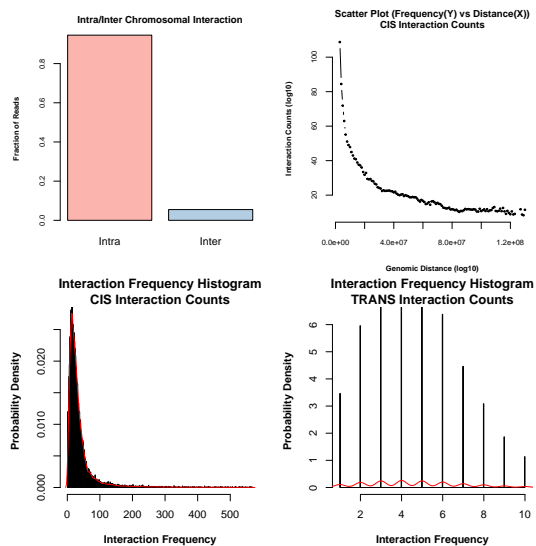 Intra/Inter Chromosomal Interaction
Fraction of Reads
0.0 0.2 0.4 0.6 0.8
Intra Inter
Scatter Plot (Frequency(Y) vs Distance(X))
CIS Interaction Counts
Interaction Counts (log10)
20 40 60 80 100
0.0e+00 4.0e+07 8.0e+07 1.2e+08
Genomic Distance (log10)
Interaction Frequency Histogram
CIS Interaction Counts
Probability Density
0.000 0.010 0.020
0 100 200 300 400 500
Interaction Frequency
Interaction Frequency Histogram
TRANS Interaction Counts
Probability Density
0 1 2 3 4 5 6
2 4 6 8 10
Interaction Frequency